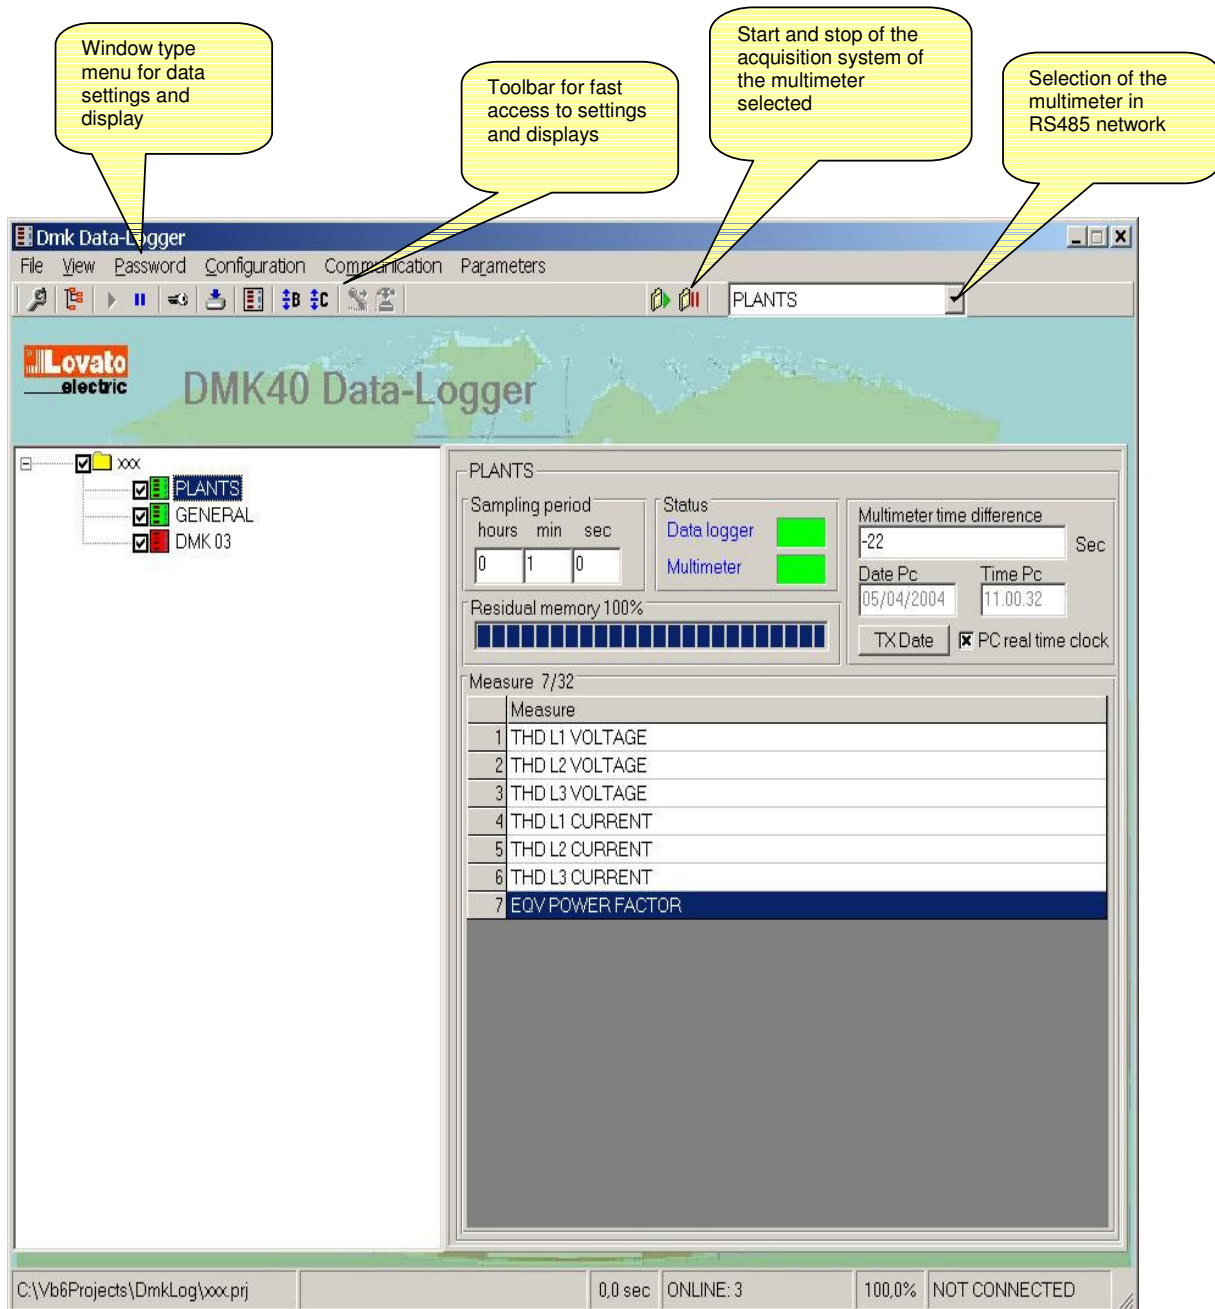 Window type
menu for data
settings and
display
Toolbar for fast
access to settings
and displays
Start and stop of the
acquisition system of
the multimeter
selected
Selection of the
multimeter in
RS485 network
Dmk Data-Logger
File View Password Configuration Communication Parameters
B C PLANTS
Lovato
electric
DMK40 Data-Logger
xxx
PLANTS
GENERAL
DMK 03
PLANTS
Sampling period
hours min sec
0 1 0
Status
Data logger
Multimeter
Multimeter time difference
-22 Sec
Date Pc Time Pc
05/04/2004 11.00.32
TX Date PC real time clock
Residual memory 100%
Measure 7/32
Measure
1 THD L1 VOLTAGE
2 THD L2 VOLTAGE
3 THD L3 VOLTAGE
4 THD L1 CURRENT
5 THD L2 CURRENT
6 THD L3 CURRENT
7 EQV POWER FACTOR
C:\Vb6Projects\DmkLog\xxx.prj 0,0 sec ONLINE: 3 100,0% NOT CONNECTED